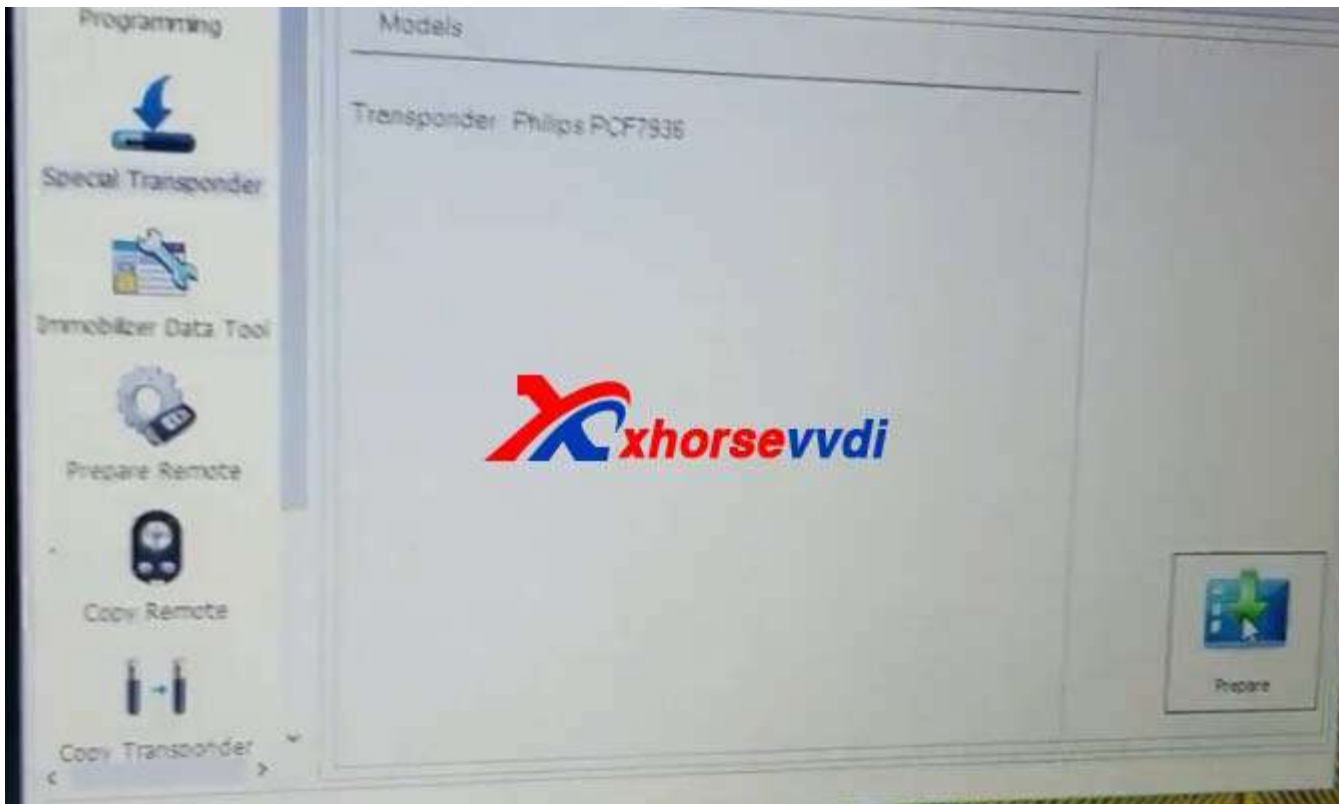 Programming
Special Transponder
Immobilizer Data Tool
Prepare Remote
Copy Remote
Copy Transponder
Models
Transponder Philips PCF7936
xhorsevvdi
Prepare